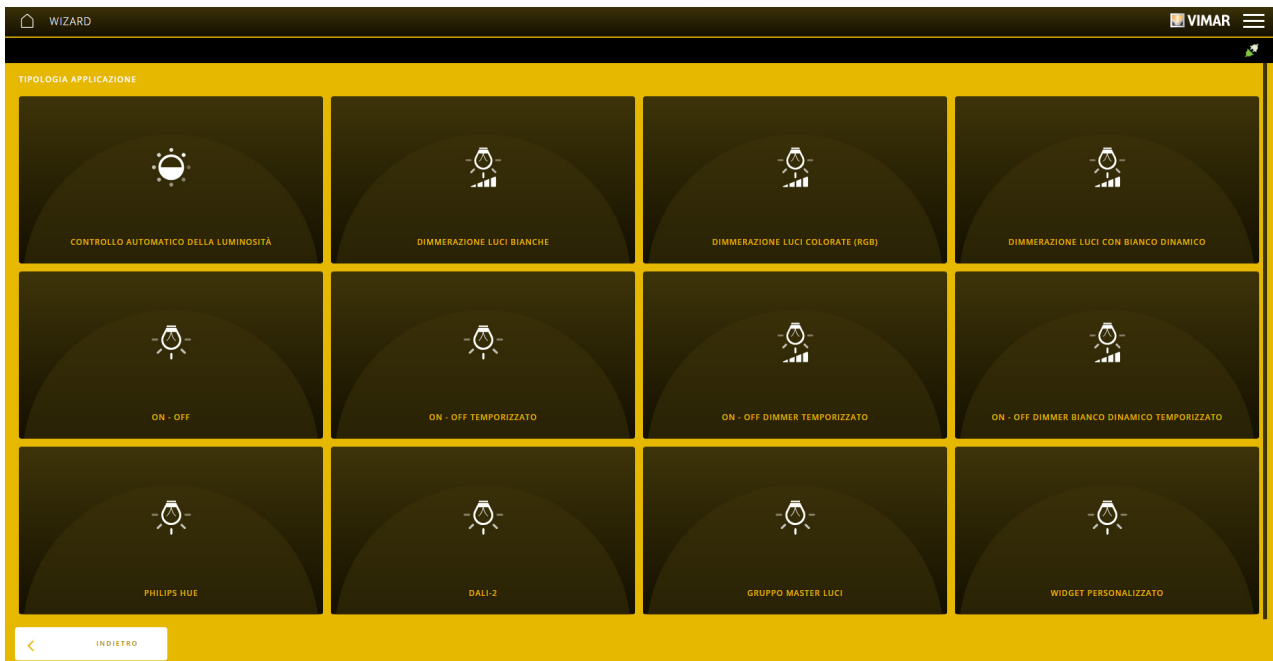 WIZARD
VIMAR
TIPOLOGIA APPLICAZIONE
CONTROLLO AUTOMATICO DELLA LUMINOSITÀ
DIMMERAZIONE LUCI BIANCHE
DIMMERAZIONE LUCI COLORATE (RGB)
DIMMERAZIONE LUCI CON BIANCO DINAMICO
ON - OFF
ON - OFF TEMPORIZZATO
ON - OFF DIMMER TEMPORIZZATO
ON - OFF DIMMER BIANCO DINAMICO TEMPORIZZATO
PHILIPS HUE
DALI-2
GRUPPO MASTER LUCI
WIDGET PERSONALIZZATO
INDIETRO